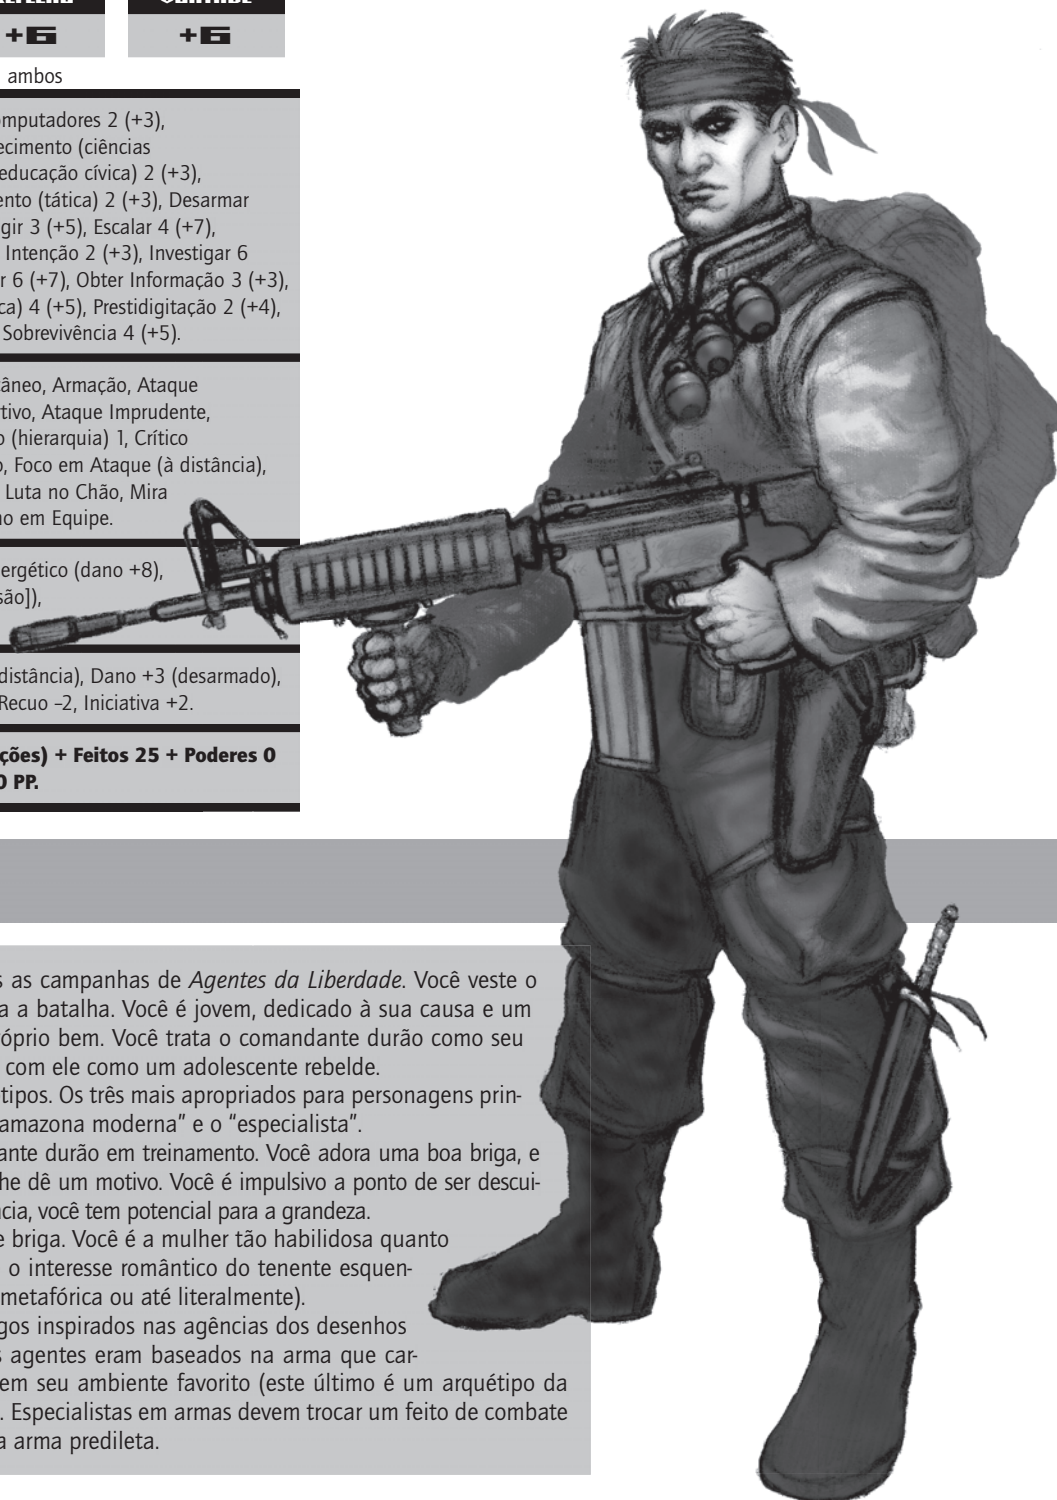 +6
+6
ambos
omputadores 2 (+3),
ecimento (ciências
educação cívica) 2 (+3),
ento (tática) 2 (+3), Desarmar
gir 3 (+5), Escalar 4 (+7),
Intenção 2 (+3), Investigar 6
r 6 (+7), Obter Informação 3 (+3),
ca) 4 (+5), Prestidigitação 2 (+4),
Sobrevivência 4 (+5).
âneo, Armação, Ataque
rtivo, Ataque Imprudente,
o (hierarquia) 1, Crítico
o, Foco em Ataque (à distância),
Luta no Chão, Mira
no em Equipe.
ergético (dano +8),
são]),
distância), Dano +3 (desarmado),
Recuo –2, Iniciativa +2.
ções) + Feitos 25 + Poderes 0
0 PP.
s as campanhas de Agentes da Liberdade. Você veste o
a a batalha. Você é jovem, dedicado à sua causa e um
róprio bem. Você trata o comandante durão como seu
com ele como um adolescente rebelde.
tipos. Os três mais apropriados para personagens prin-
amazona moderna” e o “especialista”.
ante durão em treinamento. Você adora uma boa briga, e
he dê um motivo. Você é impulsivo a ponto de ser descui-
ncia, você tem potencial para a grandeza.
e briga. Você é a mulher tão habilidosa quanto
o interesse romântico do tenente esquen-
metafórica ou até literalmente).
gos inspirados nas agências dos desenhos
s agentes eram baseados na arma que car-
em seu ambiente favorito (este último é um arquétipo da
. Especialistas em armas devem trocar um feito de combate
a arma predileta.